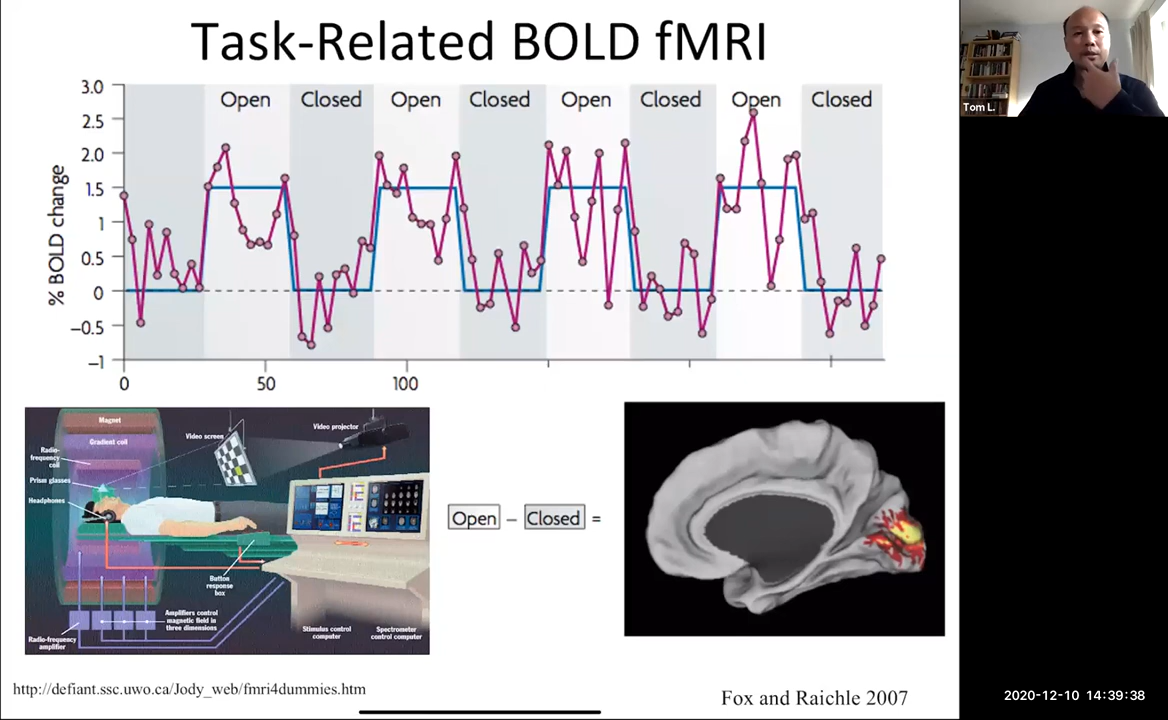 Task-Related BOLD fMRI
Tom L.
% BOLD change
3.0
2.5
2.0
1.5
1
0.5
0
−0.5
−1
Open Closed Open Closed Open Closed Open Closed
0 50 100
Magnet
Gradient coil
Radio-
frequency
coil
Prism glasses
Headphones
Video screen
Video projector
Button
response
box
Amplifiers control
magnetic field in
three dimensions
Radio-frequency
amplifier
Stimulus control
computer
Spectrometer
control computer
Open – Closed =
http://defiant.ssc.uwo.ca/Jody_web/fmri4dummies.htm
Fox and Raichle 2007
2020-12-10 14:39:38